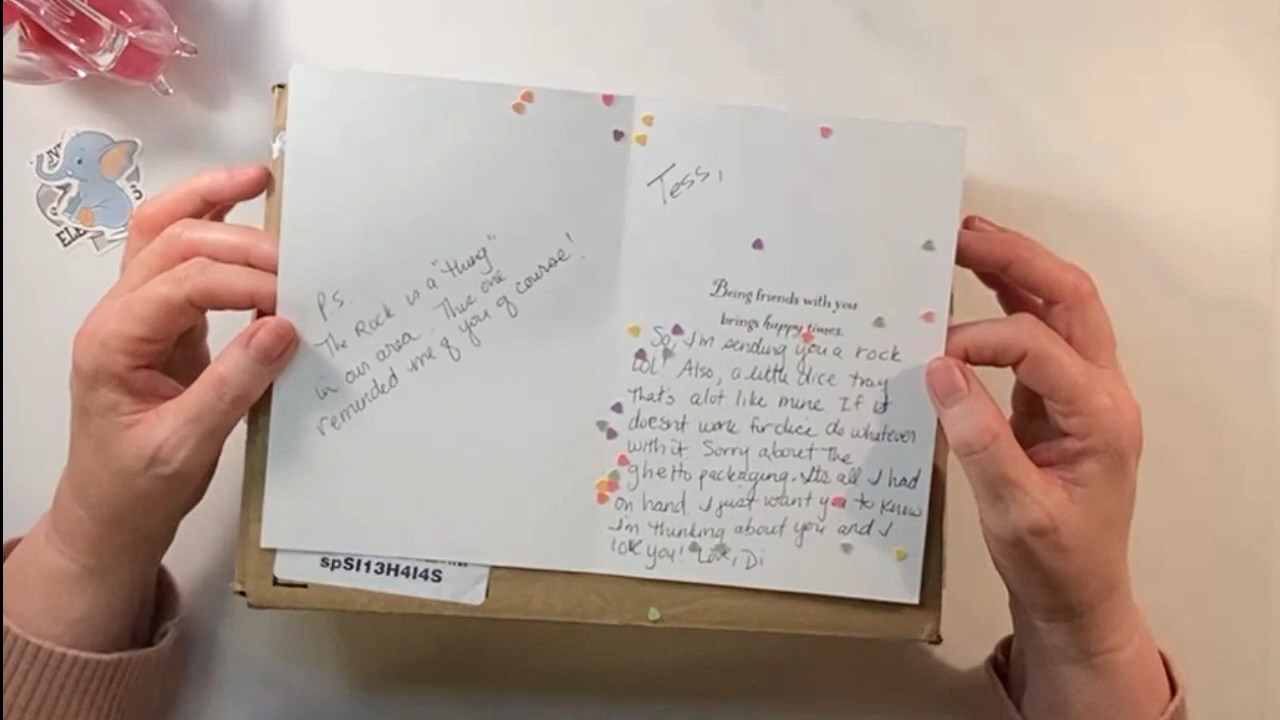 P.S.
The Rock is a "thing"
in our area. This one
reminded me of you of course!
Tess,
Being friends with you
brings happy times.
So, I'm sending you a rock
LOL! Also, a little dice tray
that's alot like mine. If it
doesnt work for dice do whatever
with it. Sorry about the
ghetto packaging. Its all I had
on hand. I just want you to know
I'm thinking about you and I
love you! Love, Di
spSI13H4I4S